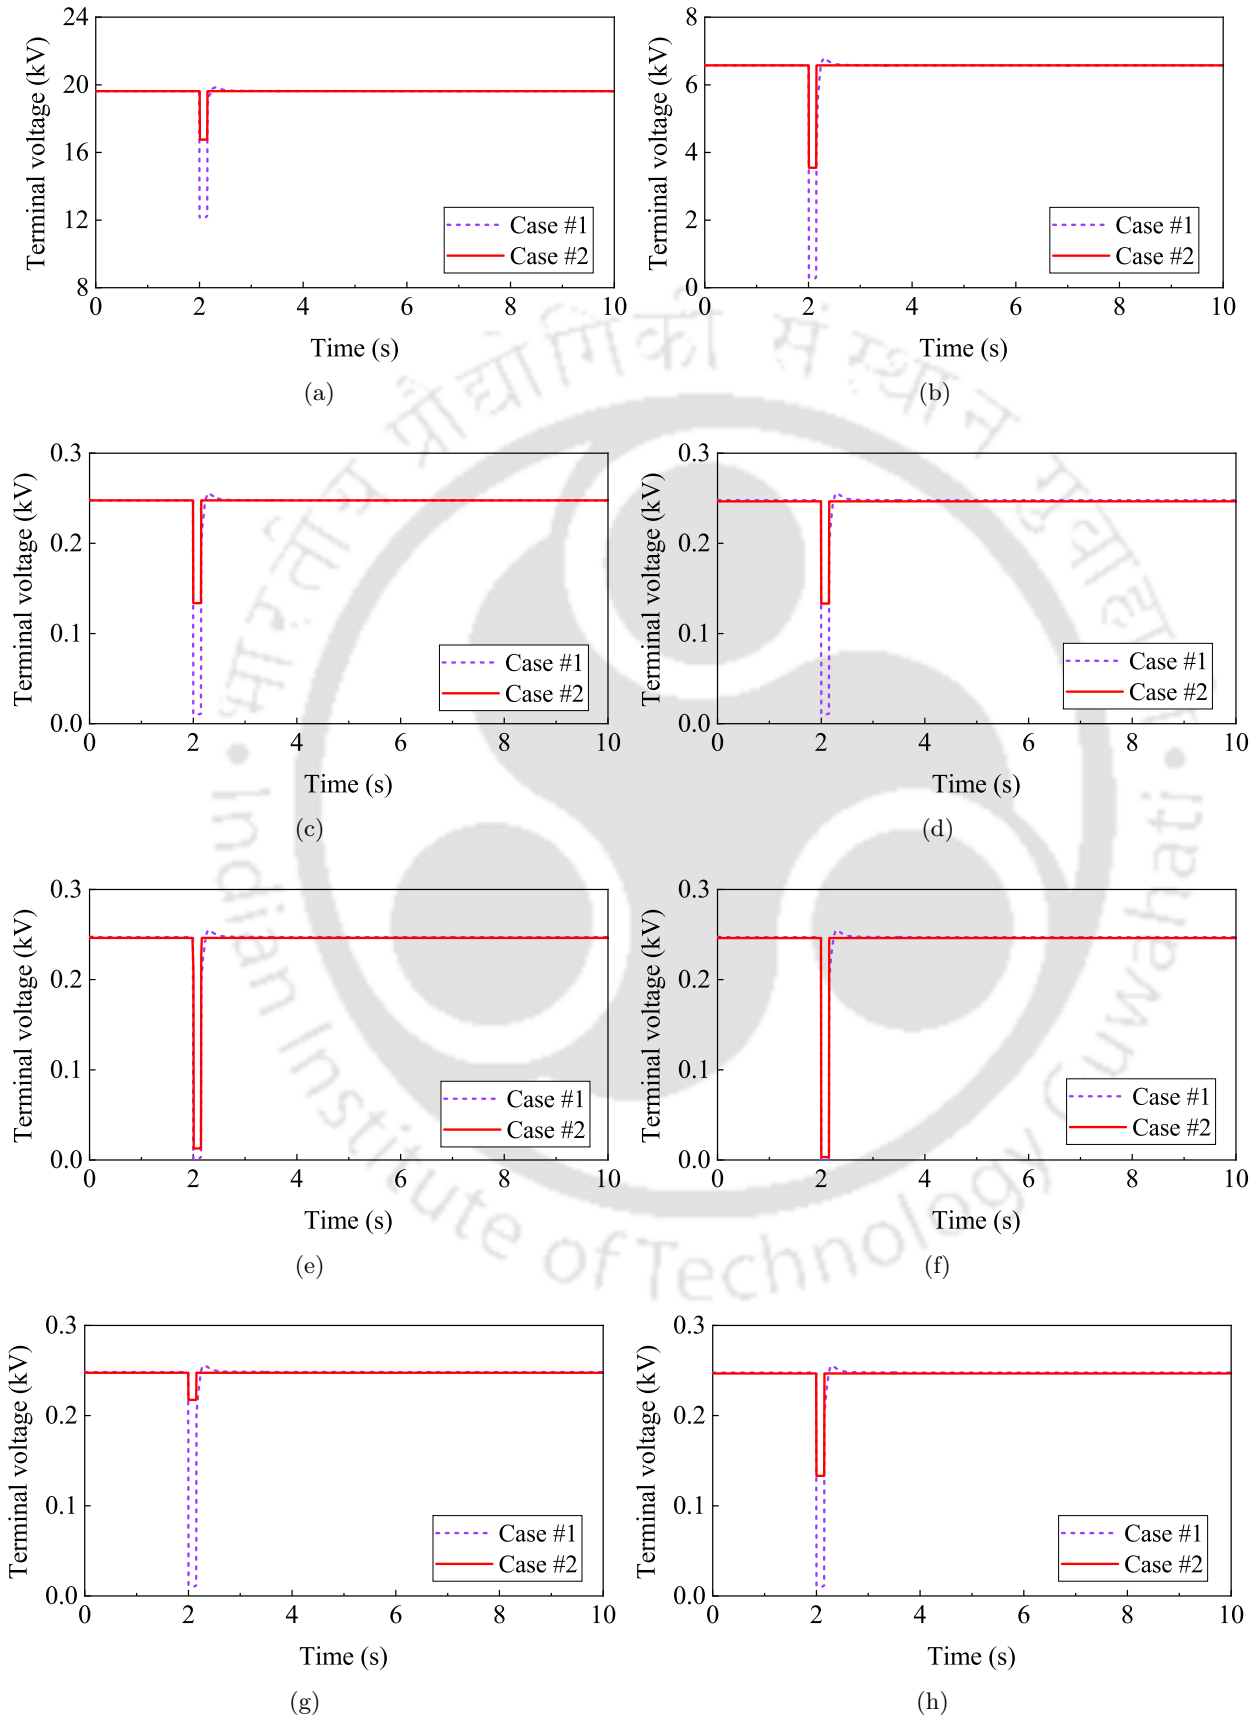 24
20
16
12
8
0
2
4
6
8
10
Terminal voltage (kV)
Time (s)
Case #1
Case #2
(a)
8
6
4
2
0
0
2
4
6
8
10
Terminal voltage (kV)
Time (s)
Case #1
Case #2
(b)
0.3
0.2
0.1
0.0
0
2
4
6
8
10
Terminal voltage (kV)
Time (s)
Case #1
Case #2
(c)
0.3
0.2
0.1
0.0
0
2
4
6
8
10
Terminal voltage (kV)
Time (s)
Case #1
Case #2
(d)
0.3
0.2
0.1
0.0
0
2
4
6
8
10
Terminal voltage (kV)
Time (s)
Case #1
Case #2
(e)
0.3
0.2
0.1
0.0
0
2
4
6
8
10
Terminal voltage (kV)
Time (s)
Case #1
Case #2
(f)
0.3
0.2
0.1
0.0
0
2
4
6
8
10
Terminal voltage (kV)
Time (s)
Case #1
Case #2
(g)
0.3
0.2
0.1
0.0
0
2
4
6
8
10
Terminal voltage (kV)
Time (s)
Case #1
Case #2
(h)
भारतीय प्रौद्योगिकी संस्थान गुवाहाटी
• Indian Institute of Technology Guwahati •